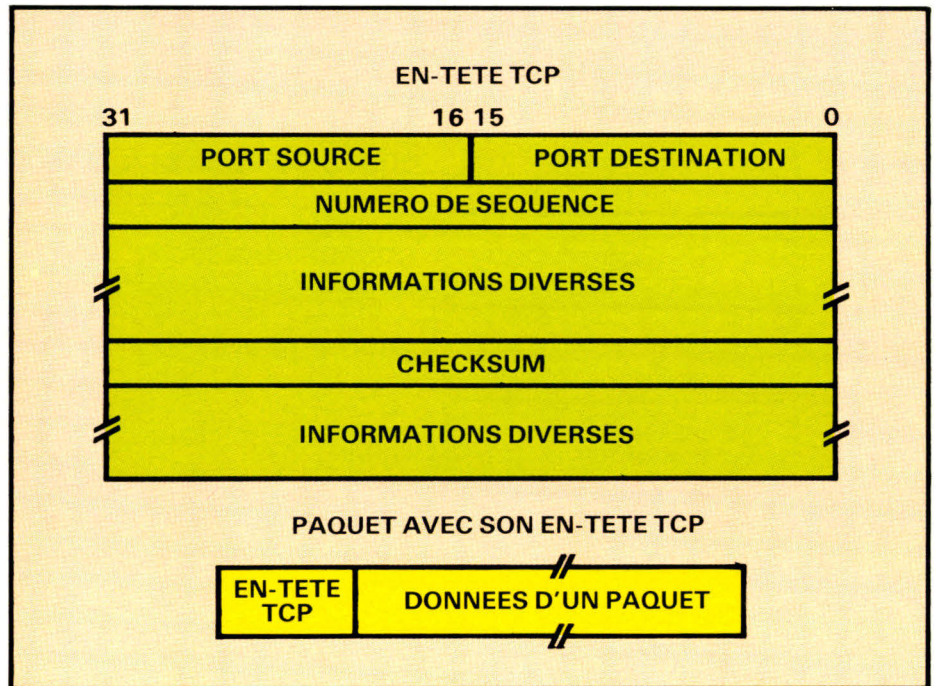 EN-TETE TCP
31 16 15 0
PORT SOURCE PORT DESTINATION
NUMERO DE SEQUENCE
INFORMATIONS DIVERSES
CHECKSUM
INFORMATIONS DIVERSES
PAQUET AVEC SON EN-TETE TCP
EN-TETE
TCP
DONNEES D'UN PAQUET